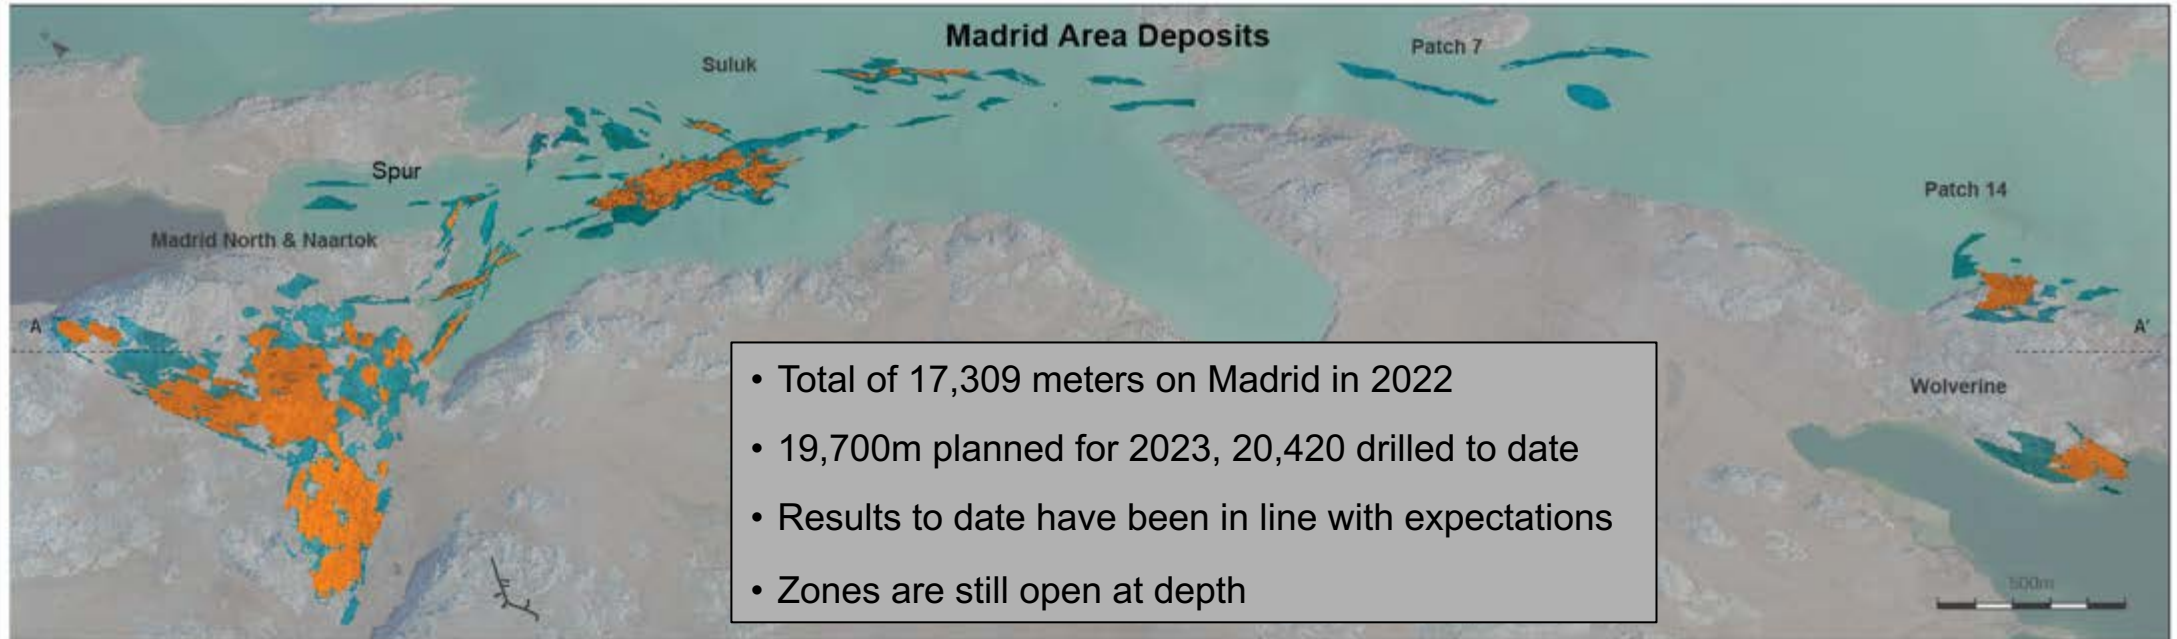 Madrid Area Deposits
Suluk
Patch 7
Spur
Patch 14
Madrid North & Naartok
A
A'
Wolverine
• Total of 17,309 meters on Madrid in 2022
• 19,700m planned for 2023, 20,420 drilled to date
• Results to date have been in line with expectations
• Zones are still open at depth
500m